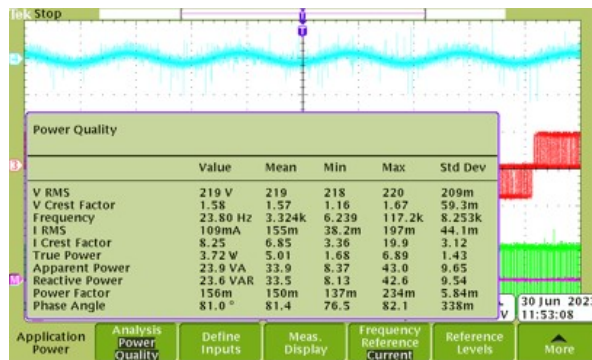 Tek Stop
4
Power Quality
3
Value Mean Min Max Std Dev
V RMS 219 V 219 218 220 209m
V Crest Factor 1.58 1.57 1.16 1.67 59.3m
Frequency 23.80 Hz 3.324k 6.239 117.2k 8.253k
I RMS 109mA 155m 38.2m 197m 44.1m
I Crest Factor 8.25 6.85 3.36 19.9 3.12
True Power 3.72 W 5.01 1.68 6.89 1.43
Apparent Power 23.9 VA 33.9 8.37 43.0 9.65
Reactive Power 23.6 VAR 33.5 8.13 42.6 9.54
M
Power Factor 156m 150m 137m 234m 5.84m
Phase Angle 81.0 ° 81.4 76.5 82.1 338m
V
30 Jun 202
11:53:08
Application
Power
Analysis
Power
Quality
Define
Inputs
Meas.
Display
Frequency
Reference
Current
Reference
Levels
More